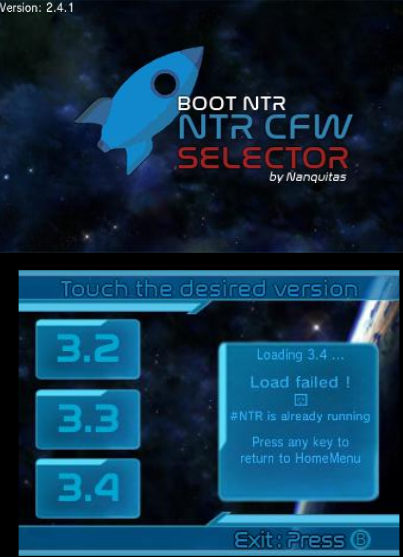 Version: 2.4.1
BOOT NTR
NTR CFW
SELECTOR
by Nanquitas
Touch the desired version
3.2
3.3
3.4
Loading 3.4 ...
Load failed !
#NTR is already running
Press any key to
return to HomeMenu
Exit : Press Ⓑ